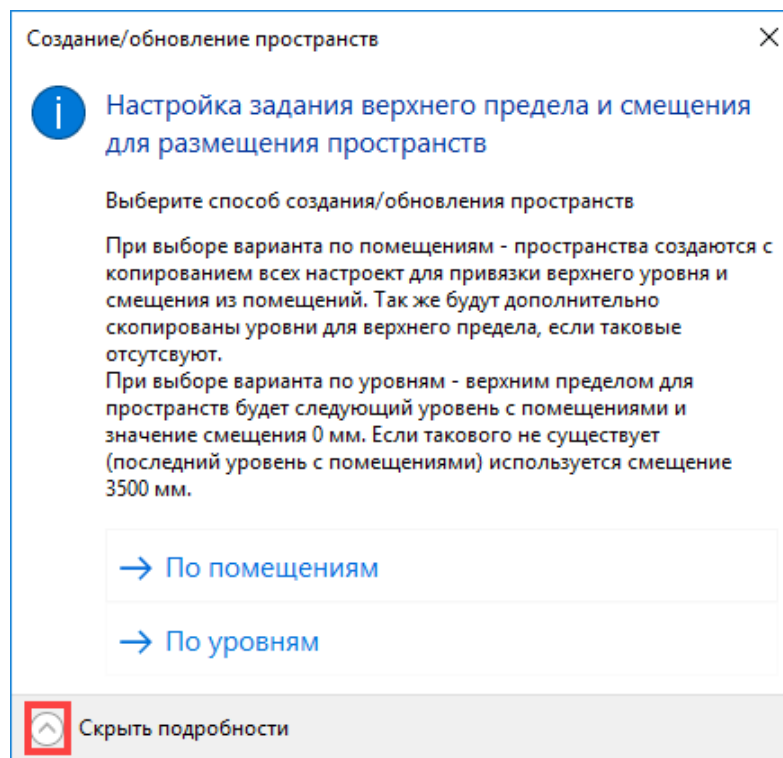 Создание/обновление пространств
Настройка задания верхнего предела и смещения
для размещения пространств
Выберите способ создания/обновления пространств
При выборе варианта по помещениям - пространства создаются с
копированием всех настроект для привязки верхнего уровня и
смещения из помещений. Так же будут дополнительно
скопированы уровни для верхнего предела, если таковые
отсутсвуют.
При выборе варианта по уровням - верхним пределом для
пространств будет следующий уровень с помещениями и
значение смещения 0 мм. Если такового не существует
(последний уровень с помещениями) используется смещение
3500 мм.
По помещениям
По уровням
Скрыть подробности